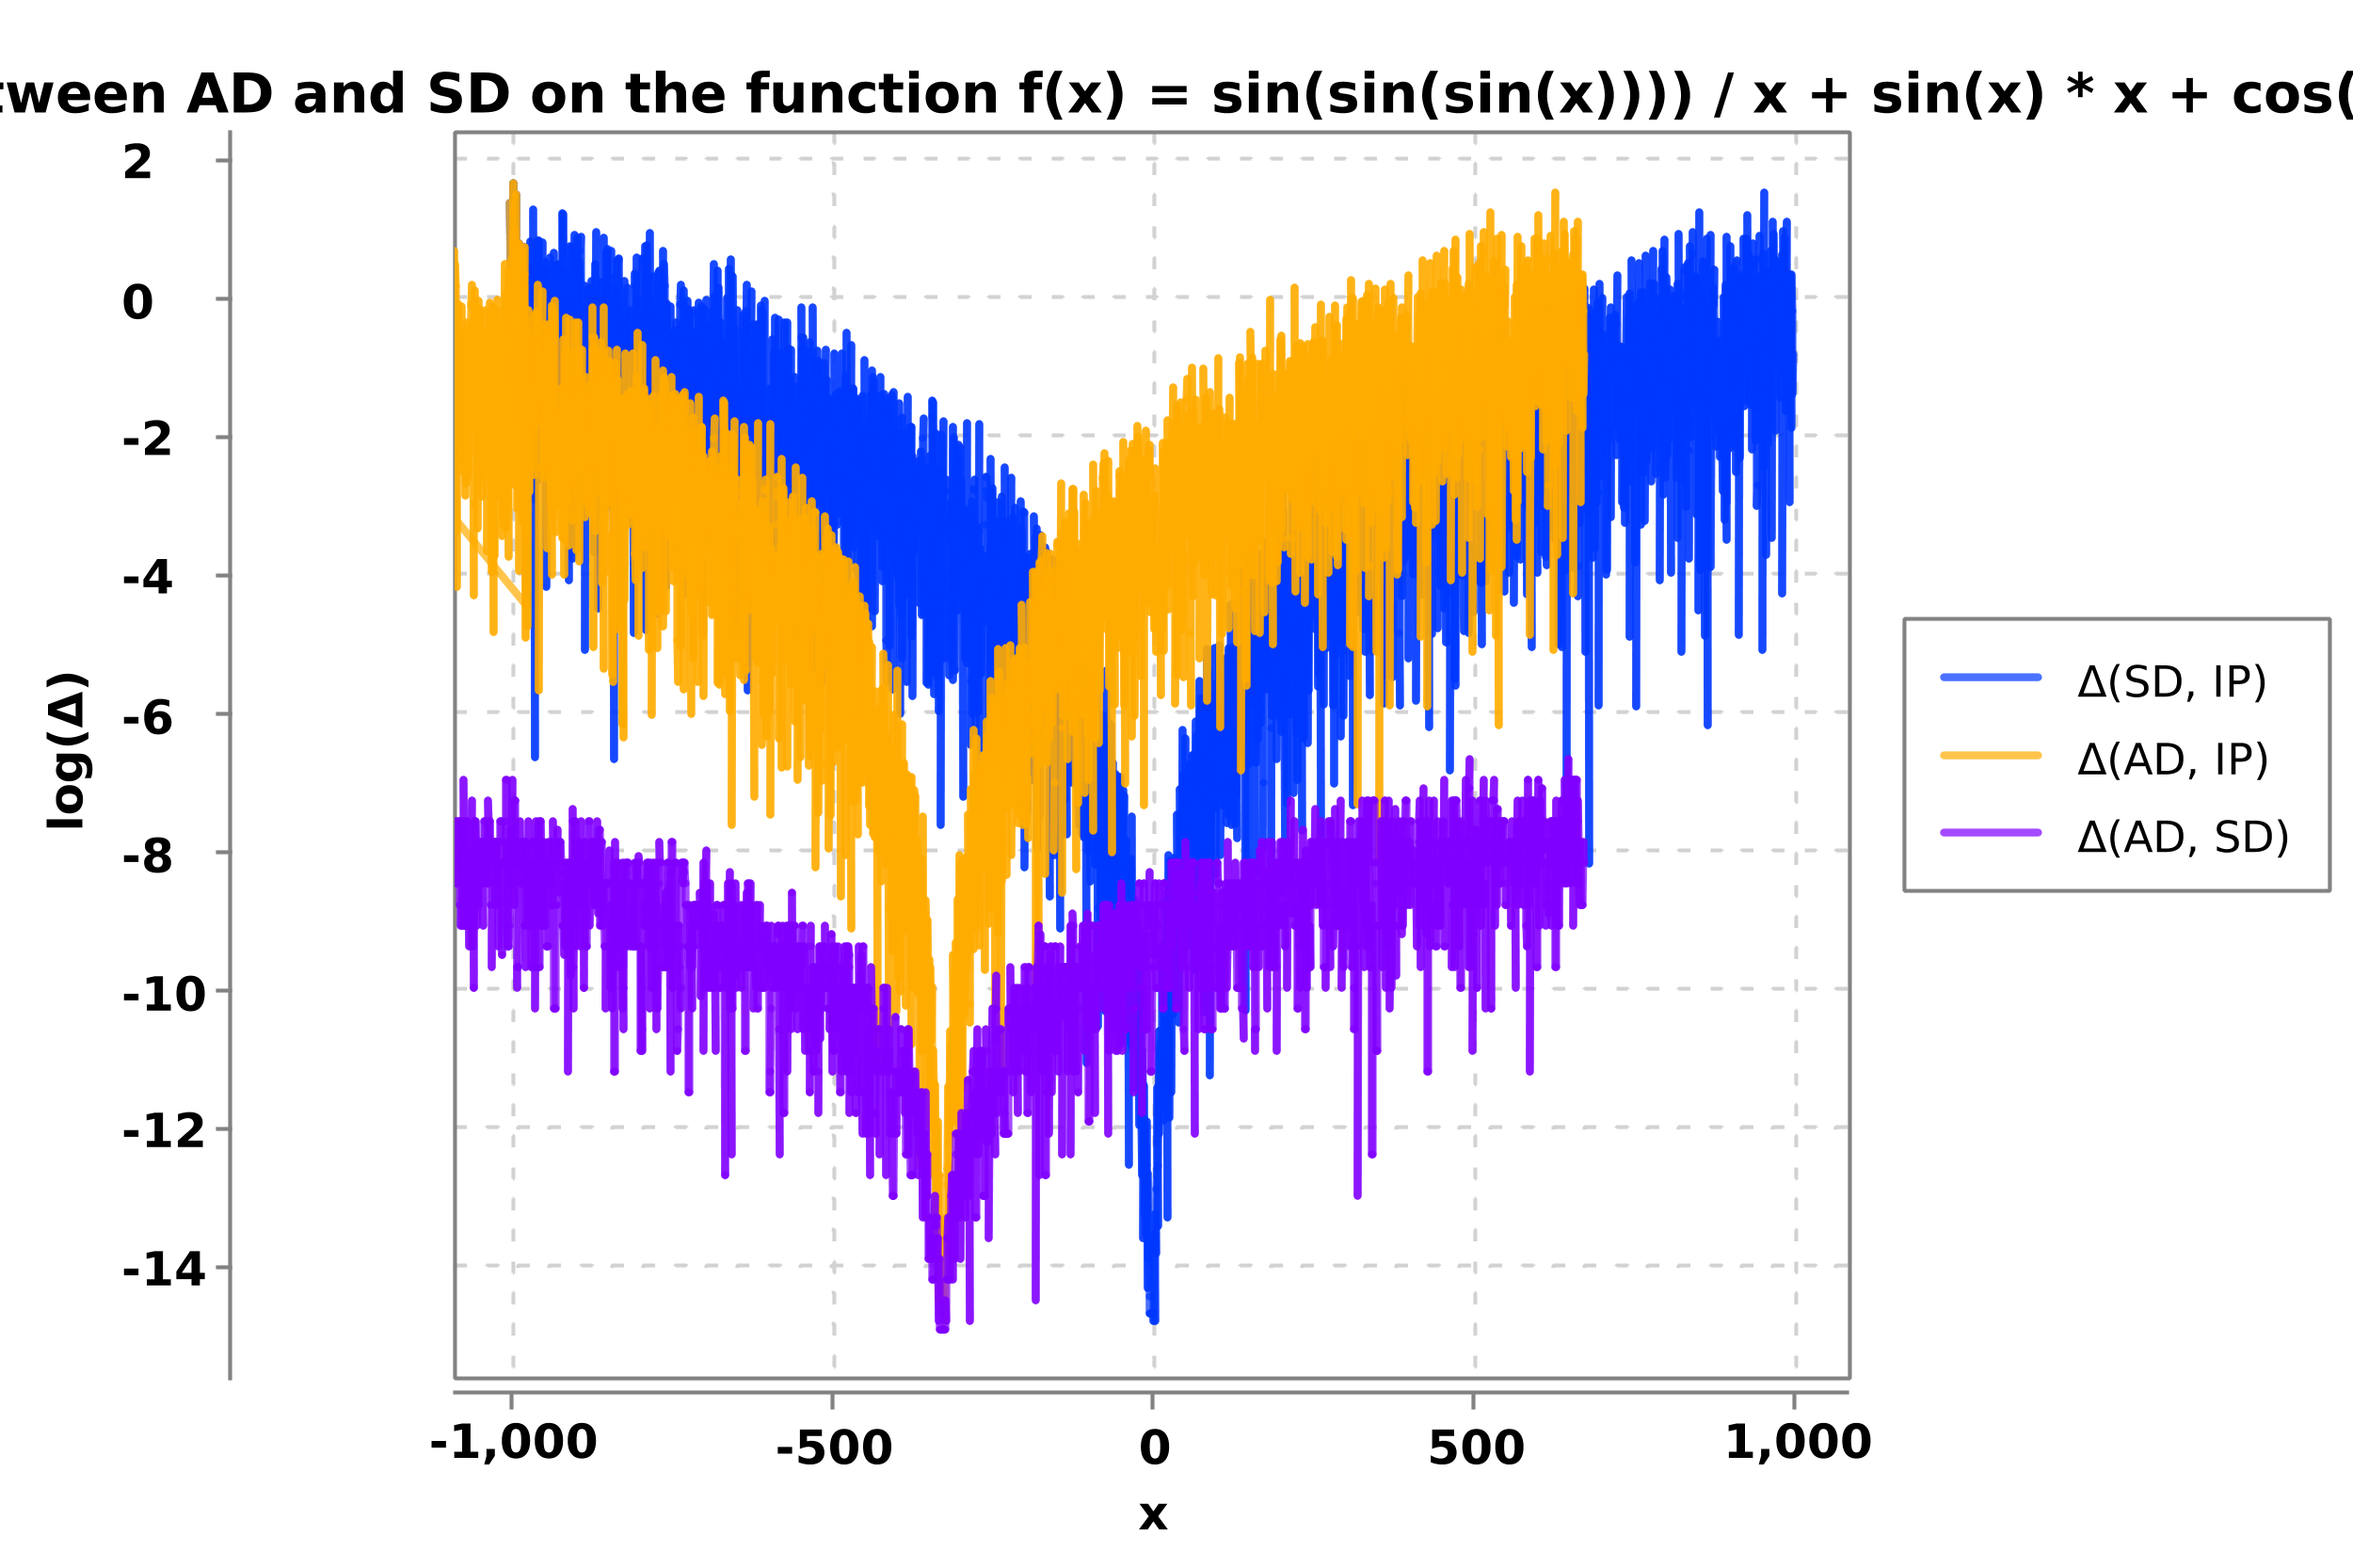 ween AD and SD on the function f(x) = sin(sin(sin(x)))) / x + sin(x) * x + cos(
2
0
-2
-4
-6
-8
-10
-12
-14
log(Δ)
-1,000
-500
0
500
1,000
x
Δ(SD, IP)
Δ(AD, IP)
Δ(AD, SD)